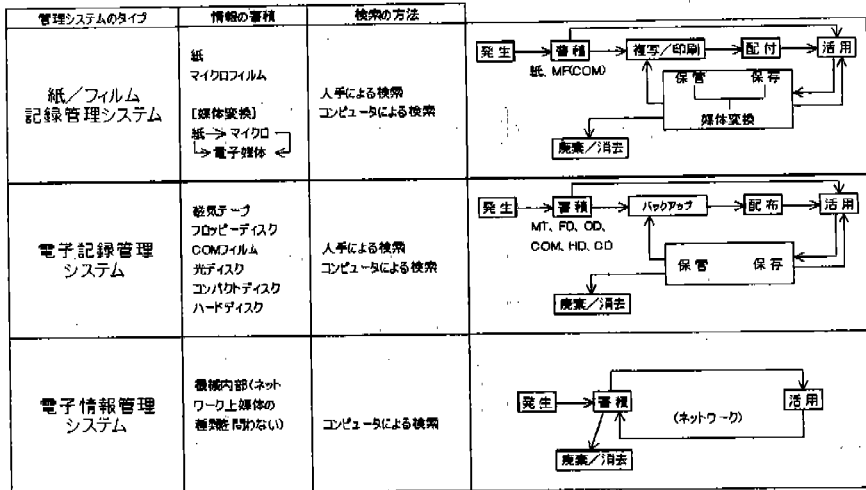 管理システムのタイプ
情報の蓄積
検索の方法
紙／フィルム
記録管理システム
紙
マイクロフィルム
[媒体変換]
紙→マイクロ
→電子媒体←
人手による検索
コンピュータによる検索
発生
蓄積
複写／印刷
配付
活用
紙、MF(COM)
保管
保存
媒体変換
廃棄／消去
電子記録管理
システム
磁気テープ
フロッピーディスク
COMフィルム
光ディスク
コンパクトディスク
ハードディスク
人手による検索
コンピュータによる検索
発生
蓄積
バックアップ
配布
活用
MT、FD、OD、
COM、HD、CD
保管
保存
廃棄／消去
電子情報管理
システム
機械内部(ネット
ワーク上媒体の
種類を問わない)
コンピュータによる検索
発生
蓄積
活用
(ネットワーク)
廃棄／消去